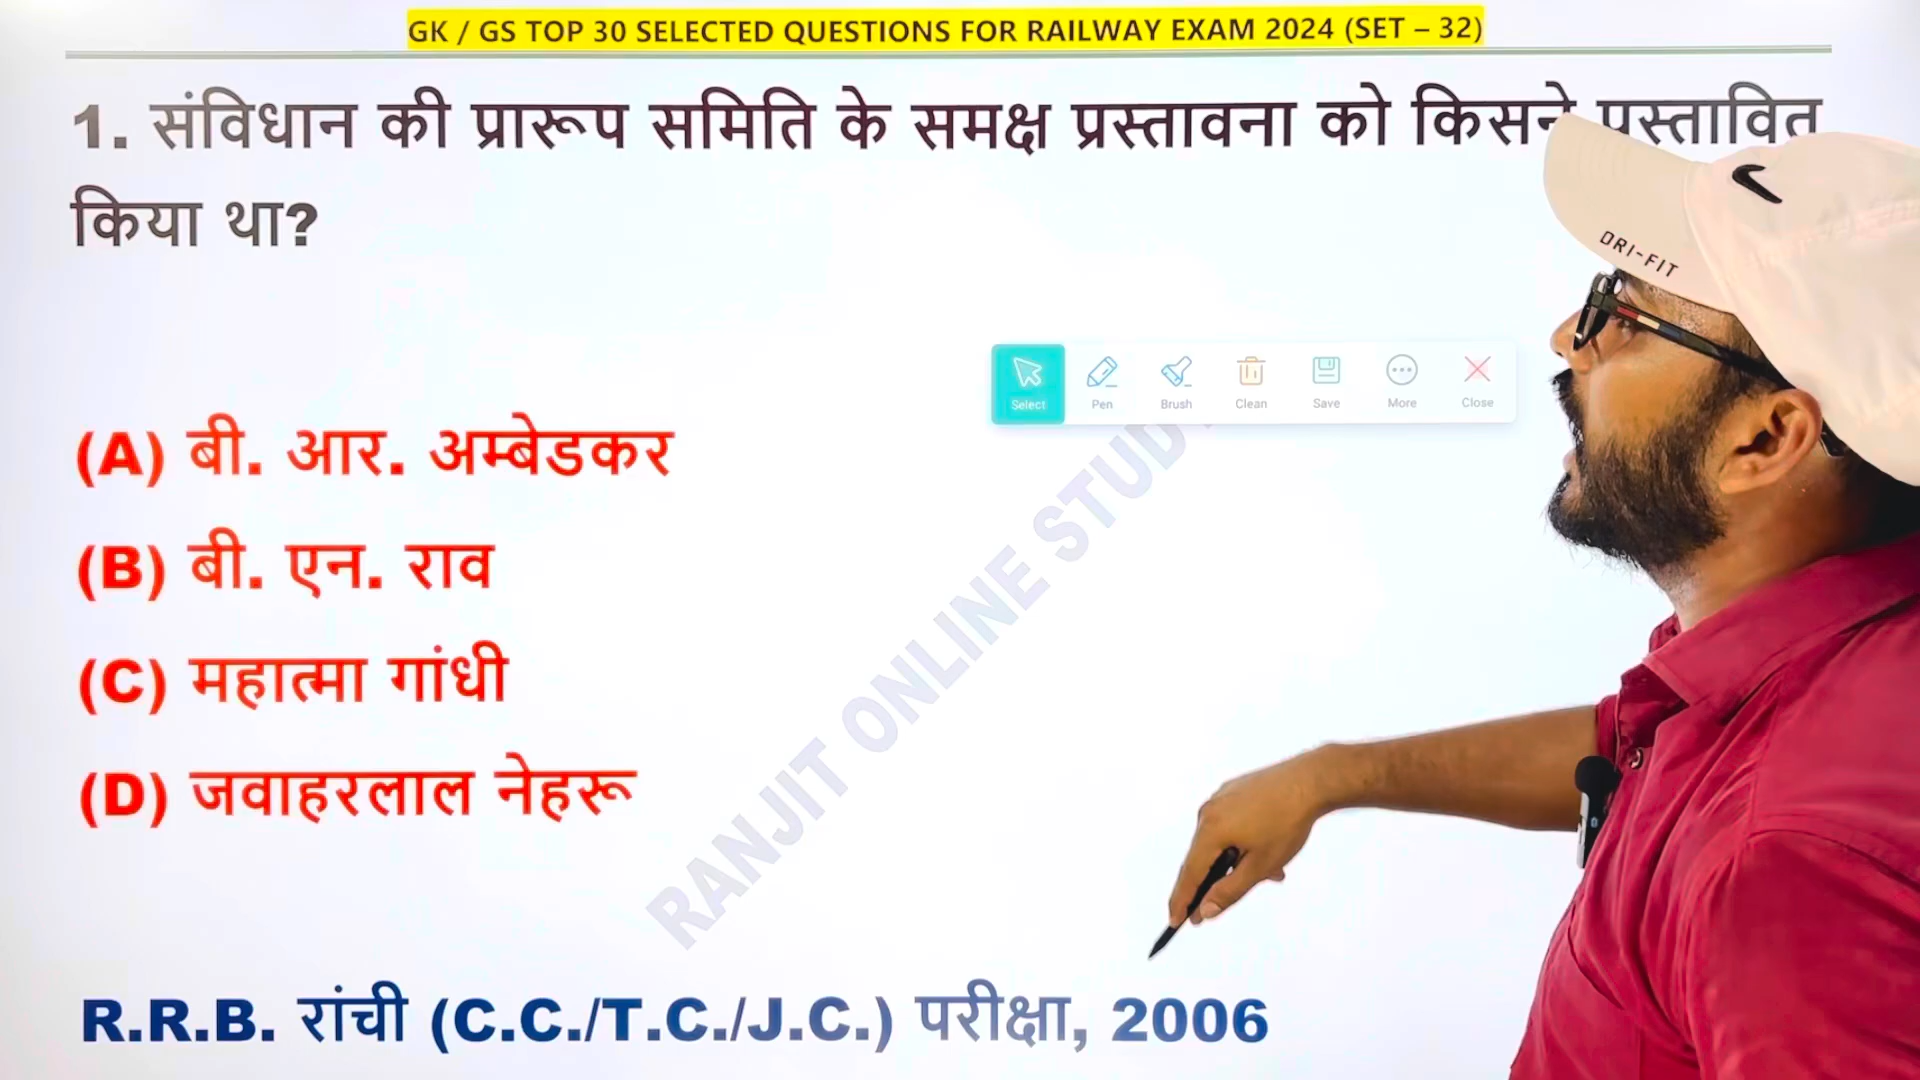 GK / GS TOP 30 SELECTED QUESTIONS FOR RAILWAY EXAM 2024 (SET – 32)
1. संविधान की प्रारूप समिति के समक्ष प्रस्तावना को किसने प्रस्तावित
किया था?
DRI-FIT
Select Pen Brush Clean Save More Close
(A) बी. आर. अम्बेडकर
(B) बी. एन. राव
(C) महात्मा गांधी
(D) जवाहरलाल नेहरू
RANJIT ONLINE STUDY
R.R.B. रांची (C.C./T.C./J.C.) परीक्षा, 2006